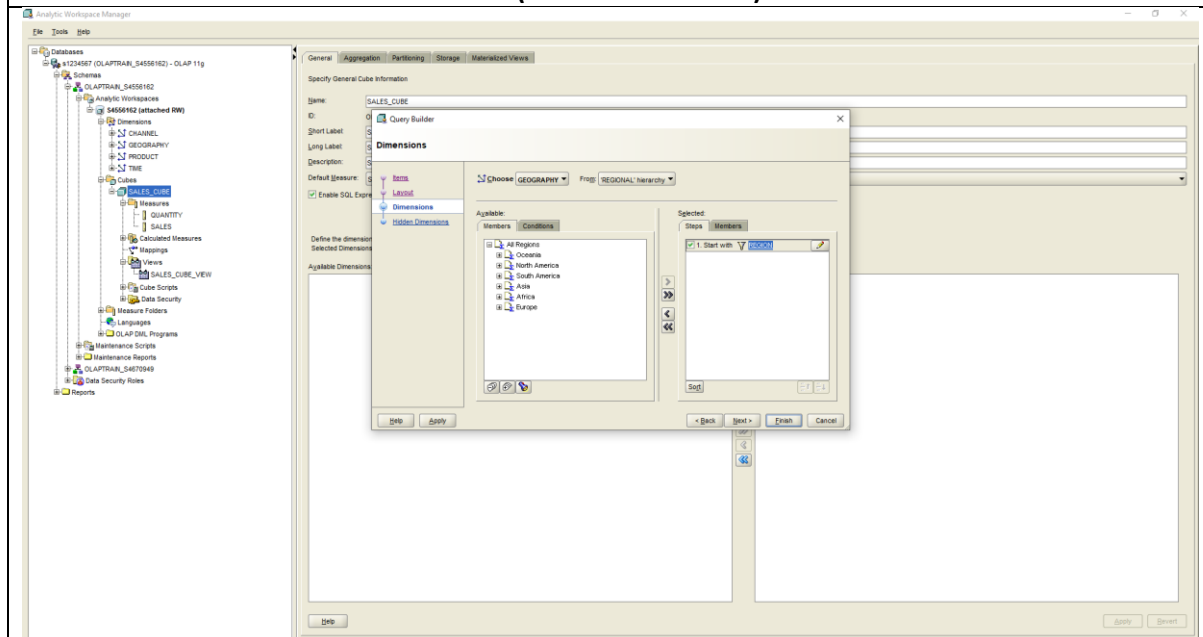 Analytic Workspace Manager
File Tools Help
Databases
s1234567 (OLAPTRAIN_S4556162) - OLAP 11g
Schemas
OLAPTRAIN_S4556162
Analytic Workspaces
S4556162 (attached RW)
Dimensions
CHANNEL
GEOGRAPHY
PRODUCT
TIME
Cubes
SALES_CUBE
Measures
QUANTITY
SALES
Calculated Measures
Mappings
Views
SALES_CUBE_VIEW
Cube Scripts
Data Security
Measure Folders
Languages
OLAP DML Programs
Maintenance Scripts
Maintenance Reports
OLAPTRAIN_S4670949
Data Security Roles
Reports
General Aggregation Partitioning Storage Materialized Views
Specify General Cube Information
Name: SALES_CUBE
ID:
Short Label:
Long Label:
Description:
Default Measure:
Enable SQL Expre
Define the dimension
Selected Dimensions
Available Dimensions
Query Builder
Dimensions
Items
Layout
Dimensions
Hidden Dimensions
Choose GEOGRAPHY From: 'REGIONAL' hierarchy
Available:
Members Conditions
All Regions
Oceania
North America
South America
Asia
Africa
Europe
Selected:
Steps Members
1. Start with REGION
Sort
Help Apply < Back Next > Finish Cancel
Help Apply Revert